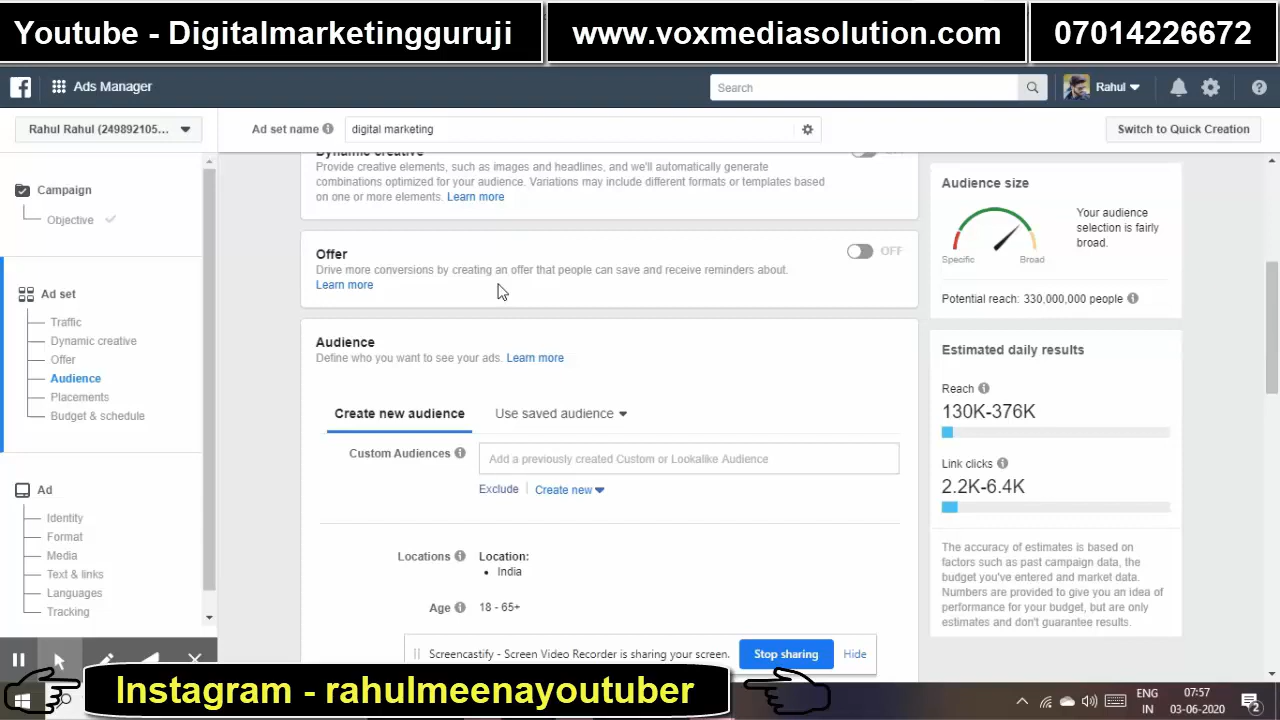 Youtube - Digitalmarketingguruji
www.voxmediasolution.com
07014226672
Ads Manager
Search
Rahul
Rahul Rahul (249892105...
Ad set name
digital marketing
Switch to Quick Creation
Campaign
Objective
Ad set
Traffic
Dynamic creative
Offer
Audience
Placements
Budget & schedule
Ad
Identity
Format
Media
Text & links
Languages
Tracking
Dynamic creative
Provide creative elements, such as images and headlines, and we'll automatically generate
combinations optimized for your audience. Variations may include different formats or templates based
on one or more elements. Learn more
Offer
OFF
Drive more conversions by creating an offer that people can save and receive reminders about.
Learn more
Audience
Define who you want to see your ads. Learn more
Create new audience
Use saved audience
Custom Audiences
Add a previously created Custom or Lookalike Audience
Exclude
Create new
Locations
Location:
India
Age
18 - 65+
Audience size
Your audience
selection is fairly
broad.
Specific
Broad
Potential reach: 330,000,000 people
Estimated daily results
Reach
130K-376K
Link clicks
2.2K-6.4K
The accuracy of estimates is based on
factors such as past campaign data, the
budget you've entered and market data.
Numbers are provided to give you an idea of
performance for your budget, but are only
estimates and don't guarantee results.
Screencastify - Screen Video Recorder is sharing your screen.
Stop sharing
Hide
Instagram - rahulmeenayoutuber
ENG
IN
07:57
03-06-2020
2